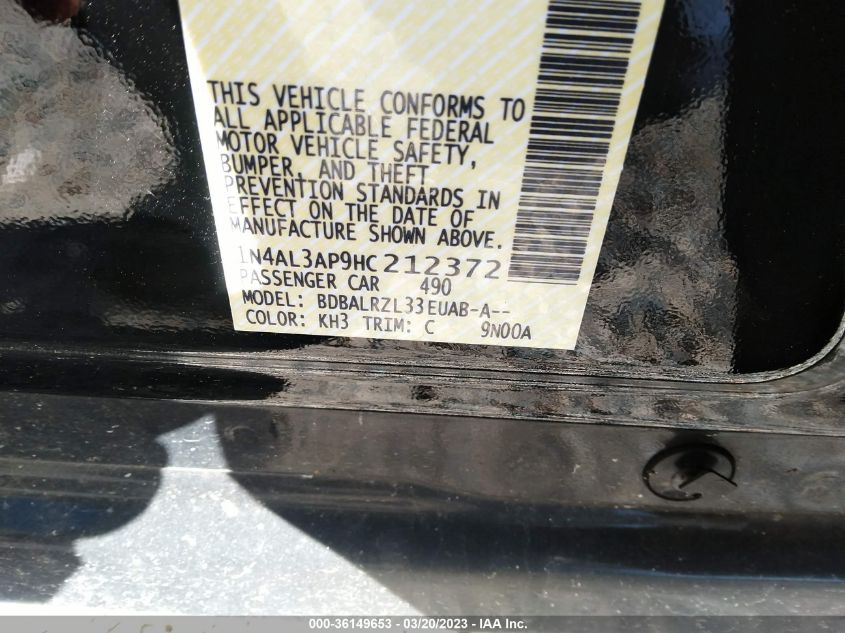 THIS VEHICLE CONFORMS TO
ALL APPLICABLE FEDERAL
MOTOR VEHICLE SAFETY,
BUMPER, AND THEFT
PREVENTION STANDARDS IN
EFFECT ON THE DATE OF
MANUFACTURE SHOWN ABOVE.
1N4AL3AP9HC212372
PASSENGER CAR 490
MODEL: BDBALRZL33EUAB-A--
COLOR: KH3 TRIM: C 9N00A
000-36149653 - 03/20/2023 - IAA Inc.